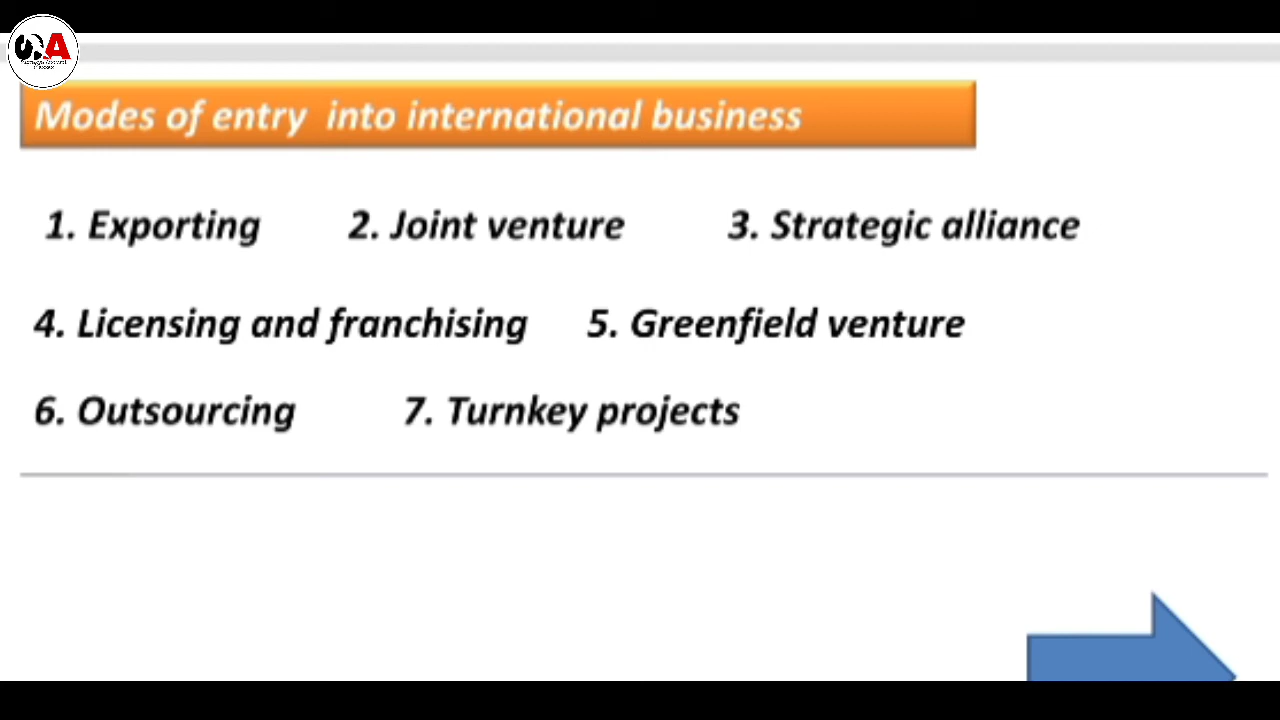 Modes of entry into international business
1. Exporting 2. Joint venture 3. Strategic alliance
4. Licensing and franchising 5. Greenfield venture
6. Outsourcing 7. Turnkey projects